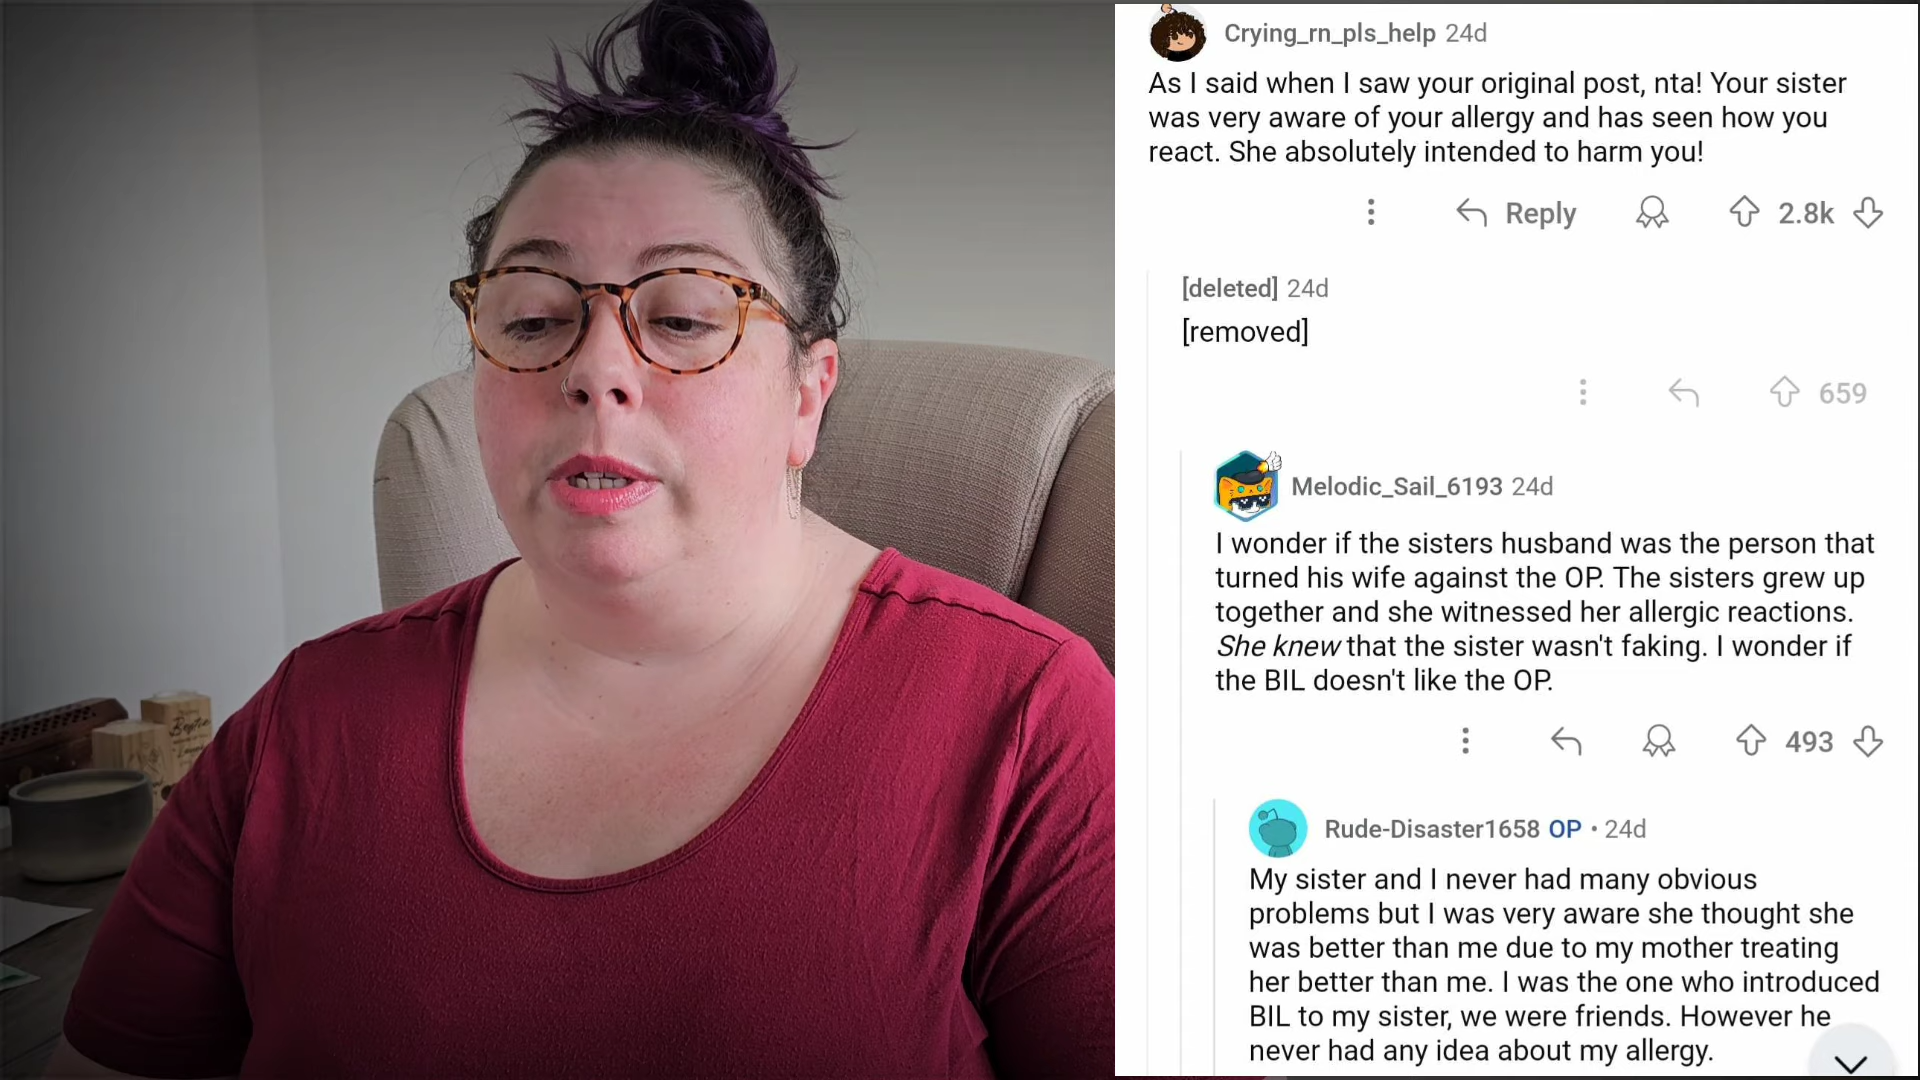 Crying_rn_pls_help 24d
As I said when I saw your original post, nta! Your sister
was very aware of your allergy and has seen how you
react. She absolutely intended to harm you!
Reply
2.8k
[deleted] 24d
[removed]
659
Melodic_Sail_6193 24d
I wonder if the sisters husband was the person that
turned his wife against the OP. The sisters grew up
together and she witnessed her allergic reactions.
She knew that the sister wasn't faking. I wonder if
the BIL doesn't like the OP.
493
Rude-Disaster1658 OP • 24d
My sister and I never had many obvious
problems but I was very aware she thought she
was better than me due to my mother treating
her better than me. I was the one who introduced
BIL to my sister, we were friends. However he
never had any idea about my allergy.